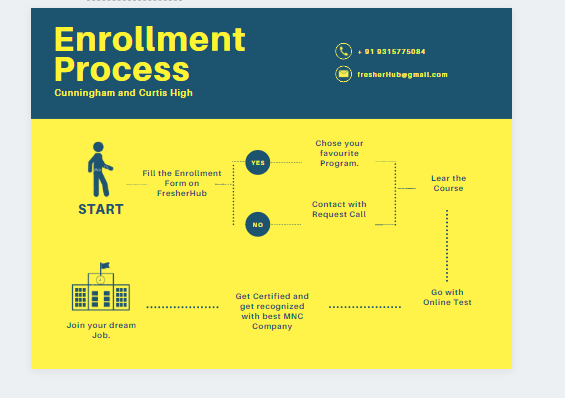 Enrollment
Process
Cunningham and Curtis High
+ 91 9315775084
fresherHub@gmail.com
START
Fill the Enrollment
Form on
FresherHub
YES
NO
Chose your
favourite
Program.
Contact with
Request Call
Lear the
Course
Go with
Online Test
Get Certified and
get recognized
with best MNC
Company
Join your dream
Job.